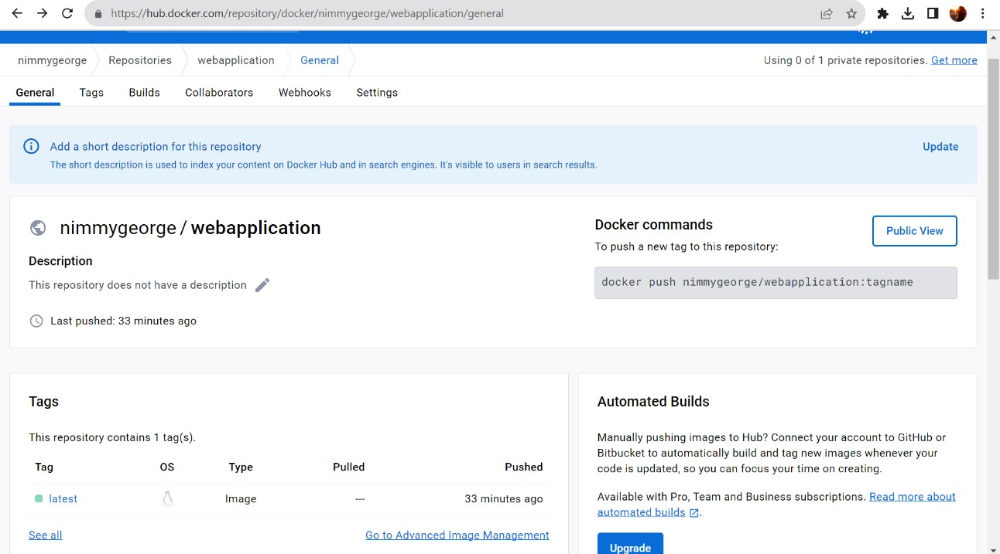 https://hub.docker.com/repository/docker/nimmygeorge/webapplication/general
nimmygeorge Repositories webapplication General Using 0 of 1 private repositories. Get more
General Tags Builds Collaborators Webhooks Settings
Add a short description for this repository Update
The short description is used to index your content on Docker Hub and in search engines. It's visible to users in search results.
nimmygeorge / webapplication
Description
This repository does not have a description
Last pushed: 33 minutes ago
Docker commands
Public View
To push a new tag to this repository:
docker push nimmygeorge/webapplication:tagname
Tags
This repository contains 1 tag(s).
Tag OS Type Pulled Pushed
latest Image --- 33 minutes ago
See all Go to Advanced Image Management
Automated Builds
Manually pushing images to Hub? Connect your account to GitHub or
Bitbucket to automatically build and tag new images whenever your
code is updated, so you can focus your time on creating.
Available with Pro, Team and Business subscriptions. Read more about
automated builds .
Upgrade